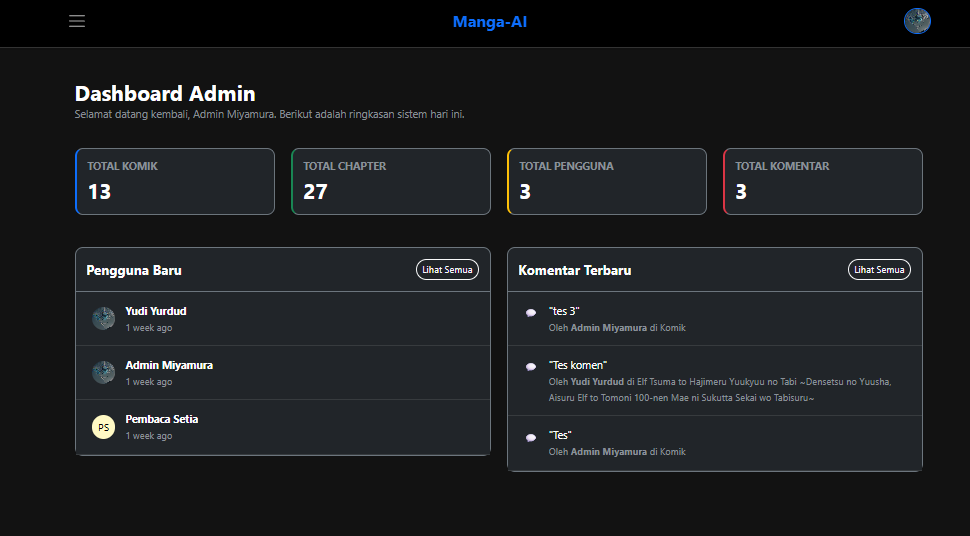 Manga-AI
Dashboard Admin
Selamat datang kembali, Admin Miyamura. Berikut adalah ringkasan sistem hari ini.
TOTAL KOMIK
13
TOTAL CHAPTER
27
TOTAL PENGGUNA
3
TOTAL KOMENTAR
3
Pengguna Baru
Lihat Semua
Yudi Yurdud
1 week ago
Admin Miyamura
1 week ago
PS
Pembaca Setia
1 week ago
Komentar Terbaru
Lihat Semua
"tes 3"
Oleh Admin Miyamura di Komik
"Tes komen"
Oleh Yudi Yurdud di Elf Tsuma to Hajimeru Yuukyuu no Tabi ~Densetsu no Yuusha,
Aisuru Elf to Tomoni 100-nen Mae ni Sukutta Sekai wo Tabisuru~
"Tes"
Oleh Admin Miyamura di Komik